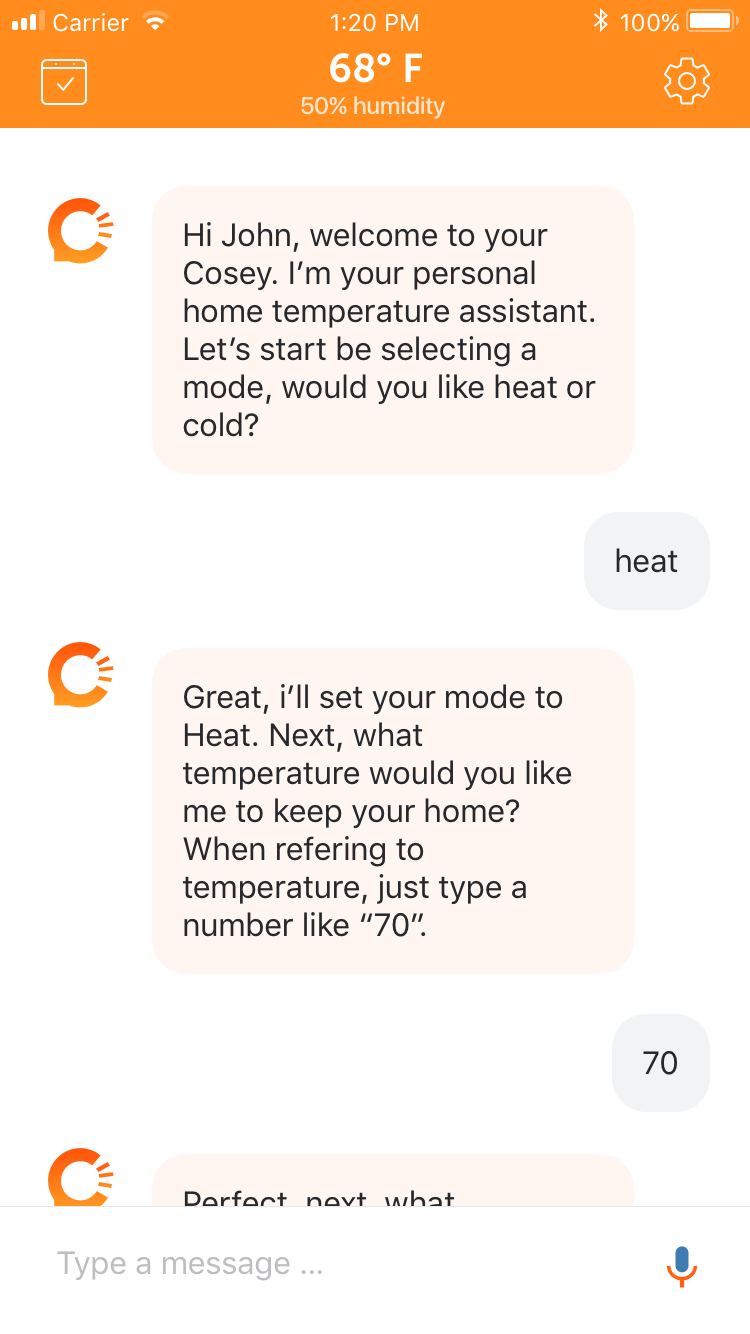 Carrier 1:20 PM 100%
68° F
50% humidity
Hi John, welcome to your
Cosey. I’m your personal
home temperature assistant.
Let’s start be selecting a
mode, would you like heat or
cold?
heat
Great, i’ll set your mode to
Heat. Next, what
temperature would you like
me to keep your home?
When refering to
temperature, just type a
number like “70”.
70
Perfect, next, what
Type a message ...